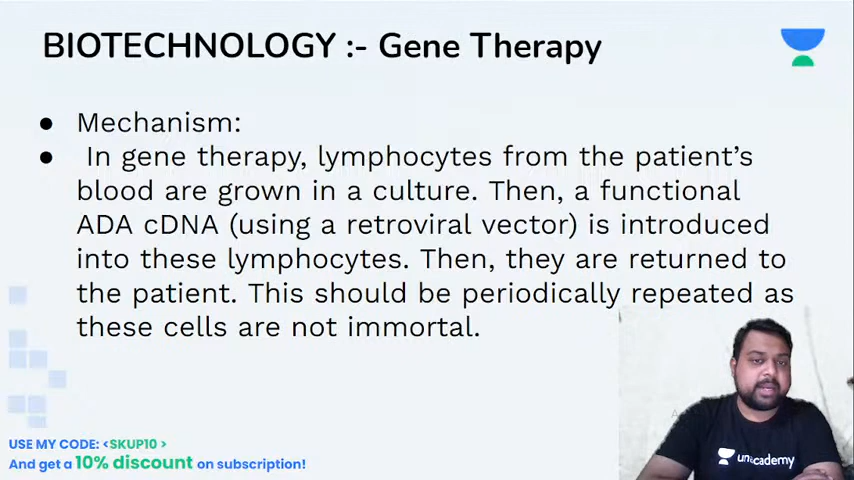 BIOTECHNOLOGY :- Gene Therapy
● Mechanism:
● In gene therapy, lymphocytes from the patient's
blood are grown in a culture. Then, a functional
ADA cDNA (using a retroviral vector) is introduced
into these lymphocytes. Then, they are returned to
the patient. This should be periodically repeated as
these cells are not immortal.
USE MY CODE: <SKUP10 >
And get a 10% discount on subscription!
unacademy